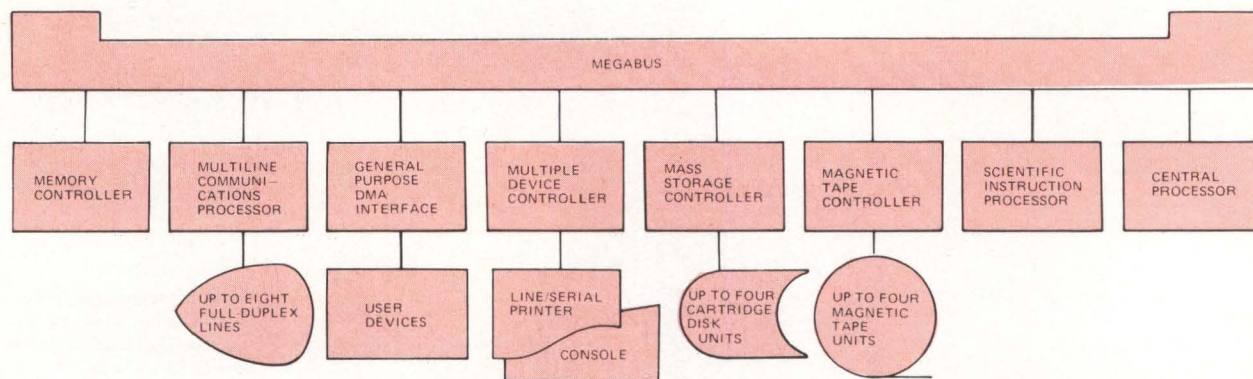 MEGABUS
MEMORY
CONTROLLER
MULTILINE
COMMUNI-
CATIONS
PROCESSOR
GENERAL
PURPOSE
DMA
INTERFACE
MULTIPLE
DEVICE
CONTROLLER
MASS
STORAGE
CONTROLLER
MAGNETIC
TAPE
CONTROLLER
SCIENTIFIC
INSTRUCTION
PROCESSOR
CENTRAL
PROCESSOR
UP TO EIGHT
FULL-DUPLEX
LINES
USER
DEVICES
LINE/SERIAL
PRINTER
CONSOLE
UP TO FOUR
CARTRIDGE
DISK
UNITS
UP TO FOUR
MAGNETIC
TAPE
UNITS